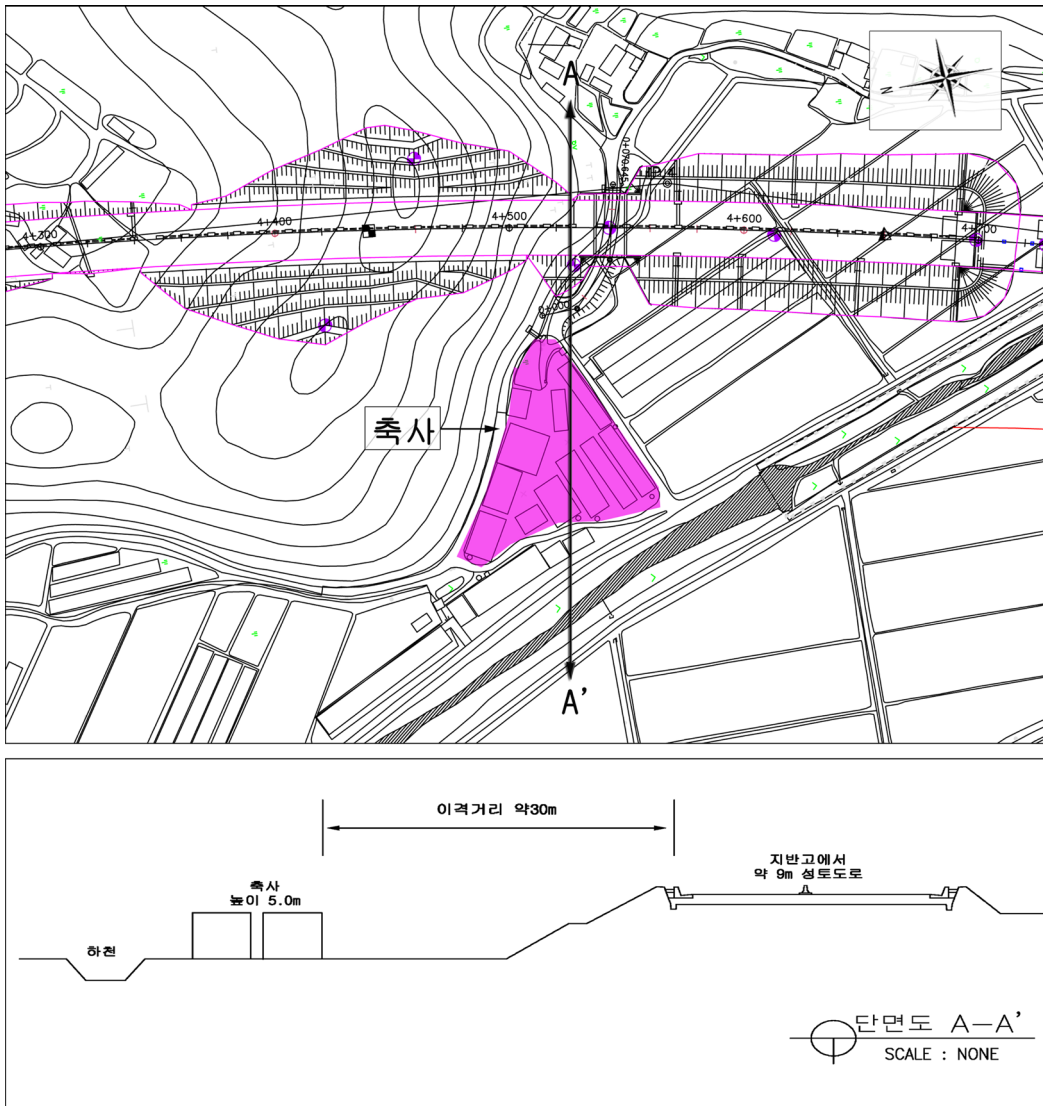 A
N
4+300
4+400
4+500
4+600
축사
A'
이격거리 약30m
지반고에서
약 9m 성토도로
축사
높이 5.0m
하천
단면도 A-A'
SCALE : NONE